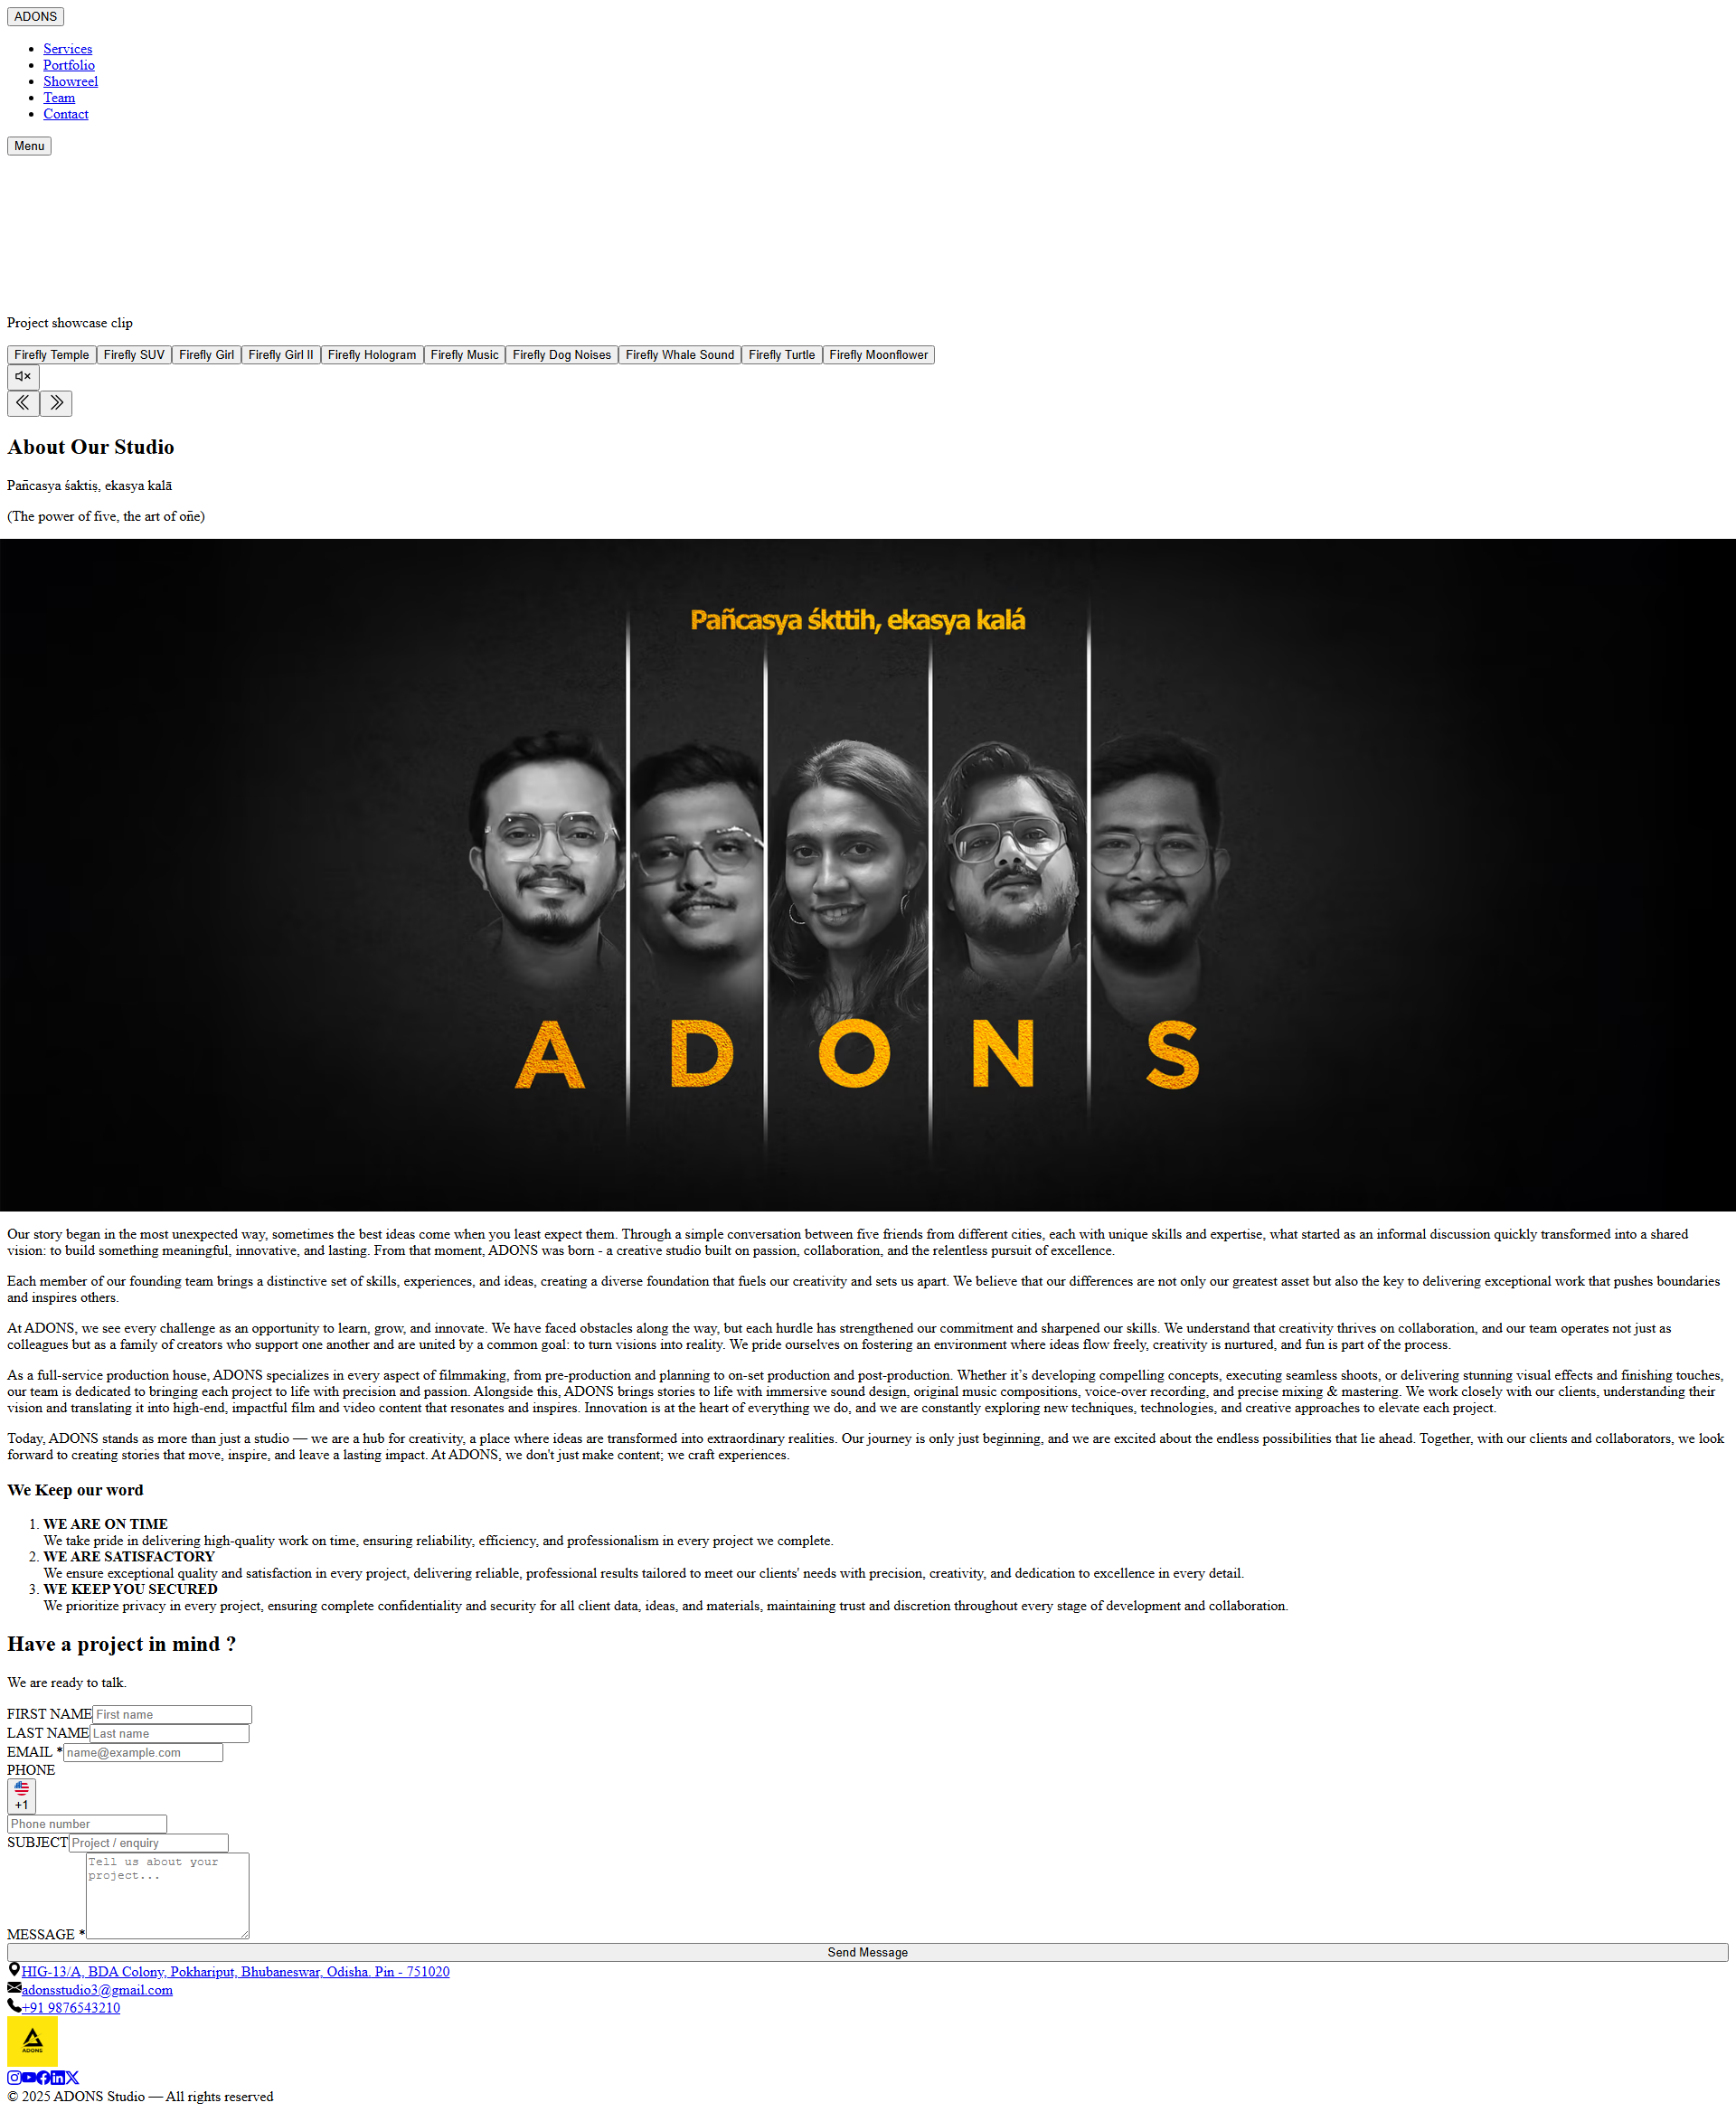 ADONS
Services
Portfolio
Showreel
Team
Contact
Menu
Project showcase clip
Firefly Temple Firefly SUV Firefly Girl Firefly Girl II Firefly Hologram Firefly Music Firefly Dog Noises Firefly Whale Sound Firefly Turtle Firefly Moonflower
About Our Studio
Pañcasya śaktiṣ, ekasya kalā
(The power of five, the art of oñe)
Pañcasya śkttih, ekasya kalá
A D O N S
Our story began in the most unexpected way, sometimes the best ideas come when you least expect them. Through a simple conversation between five friends from different cities, each with unique skills and expertise, what started as an informal discussion quickly transformed into a shared
vision: to build something meaningful, innovative, and lasting. From that moment, ADONS was born - a creative studio built on passion, collaboration, and the relentless pursuit of excellence.
Each member of our founding team brings a distinctive set of skills, experiences, and ideas, creating a diverse foundation that fuels our creativity and sets us apart. We believe that our differences are not only our greatest asset but also the key to delivering exceptional work that pushes boundaries
and inspires others.
At ADONS, we see every challenge as an opportunity to learn, grow, and innovate. We have faced obstacles along the way, but each hurdle has strengthened our commitment and sharpened our skills. We understand that creativity thrives on collaboration, and our team operates not just as
colleagues but as a family of creators who support one another and are united by a common goal: to turn visions into reality. We pride ourselves on fostering an environment where ideas flow freely, creativity is nurtured, and fun is part of the process.
As a full-service production house, ADONS specializes in every aspect of filmmaking, from pre-production and planning to on-set production and post-production. Whether it’s developing compelling concepts, executing seamless shoots, or delivering stunning visual effects and finishing touches,
our team is dedicated to bringing each project to life with precision and passion. Alongside this, ADONS brings stories to life with immersive sound design, original music compositions, voice-over recording, and precise mixing & mastering. We work closely with our clients, understanding their
vision and translating it into high-end, impactful film and video content that resonates and inspires. Innovation is at the heart of everything we do, and we are constantly exploring new techniques, technologies, and creative approaches to elevate each project.
Today, ADONS stands as more than just a studio — we are a hub for creativity, a place where ideas are transformed into extraordinary realities. Our journey is only just beginning, and we are excited about the endless possibilities that lie ahead. Together, with our clients and collaborators, we look
forward to creating stories that move, inspire, and leave a lasting impact. At ADONS, we don't just make content; we craft experiences.
We Keep our word
1. WE ARE ON TIME
We take pride in delivering high-quality work on time, ensuring reliability, efficiency, and professionalism in every project we complete.
2. WE ARE SATISFACTORY
We ensure exceptional quality and satisfaction in every project, delivering reliable, professional results tailored to meet our clients' needs with precision, creativity, and dedication to excellence in every detail.
3. WE KEEP YOU SECURED
We prioritize privacy in every project, ensuring complete confidentiality and security for all client data, ideas, and materials, maintaining trust and discretion throughout every stage of development and collaboration.
Have a project in mind ?
We are ready to talk.
FIRST NAME First name
LAST NAME Last name
EMAIL * name@example.com
PHONE
+1
Phone number
SUBJECT Project / enquiry
Tell us about your
project...
MESSAGE *
Send Message
HIG-13/A, BDA Colony, Pokhariput, Bhubaneswar, Odisha. Pin - 751020
adonsstudio3@gmail.com
+91 9876543210
ADONS
© 2025 ADONS Studio — All rights reserved